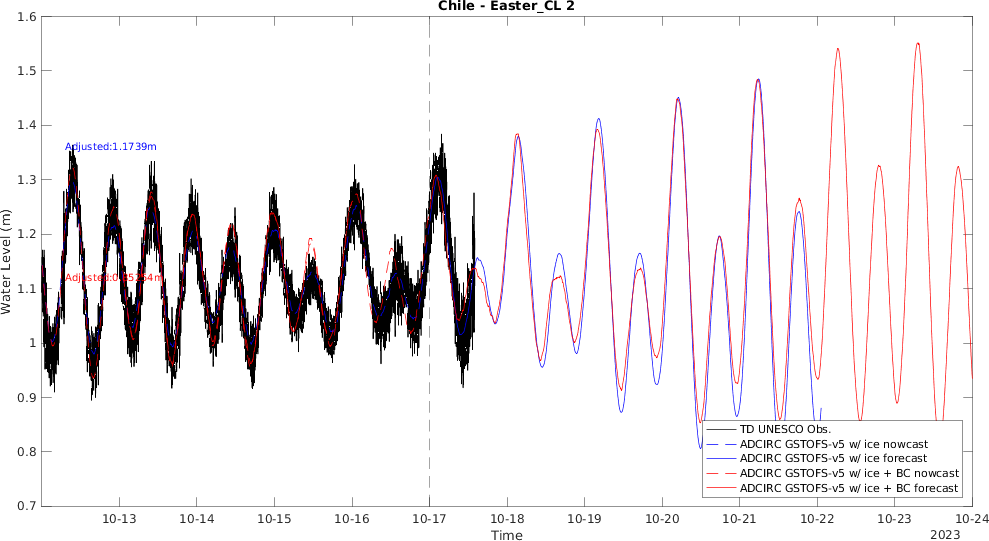 Chile - Easter_CL 2
1.6
1.5
1.4
1.3
1.2
1.1
1
0.9
0.8
0.7
Water Level (m)
Adjusted:1.1739m
10-13
10-14
10-15
10-16
10-17
10-18
10-19
10-20
10-21
10-22
10-23
10-24
Time
2023
TD UNESCO Obs.
ADCIRC GSTOFS-v5 w/ ice nowcast
ADCIRC GSTOFS-v5 w/ ice forecast
ADCIRC GSTOFS-v5 w/ ice + BC nowcast
ADCIRC GSTOFS-v5 w/ ice + BC forecast